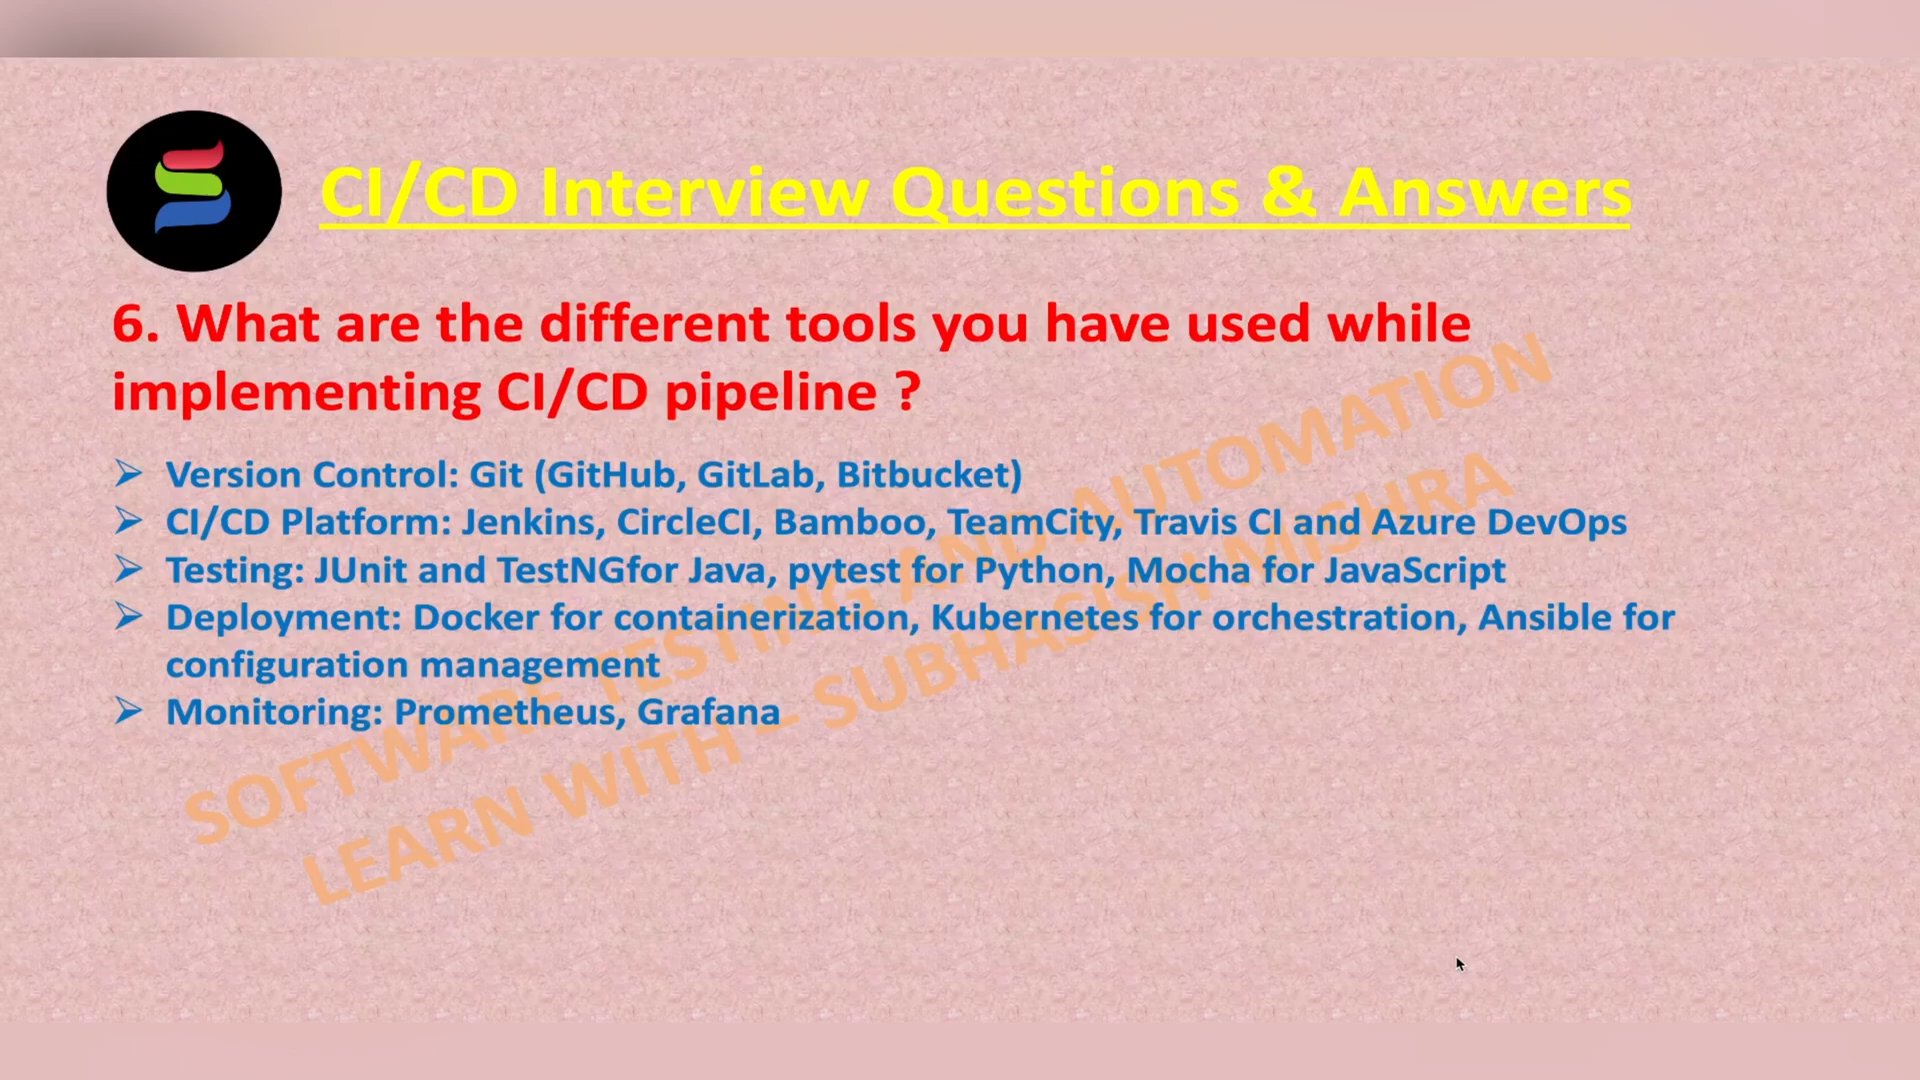 CI/CD Interview Questions & Answers
6. What are the different tools you have used while
implementing CI/CD pipeline ?
➢ Version Control: Git (GitHub, GitLab, Bitbucket)
➢ CI/CD Platform: Jenkins, CircleCI, Bamboo, TeamCity, Travis CI and Azure DevOps
➢ Testing: JUnit and TestNGfor Java, pytest for Python, Mocha for JavaScript
➢ Deployment: Docker for containerization, Kubernetes for orchestration, Ansible for
configuration management
➢ Monitoring: Prometheus, Grafana
SOFTWARE TESTING AND AUTOMATION
LEARN WITH - SUBHASISH MISHRA